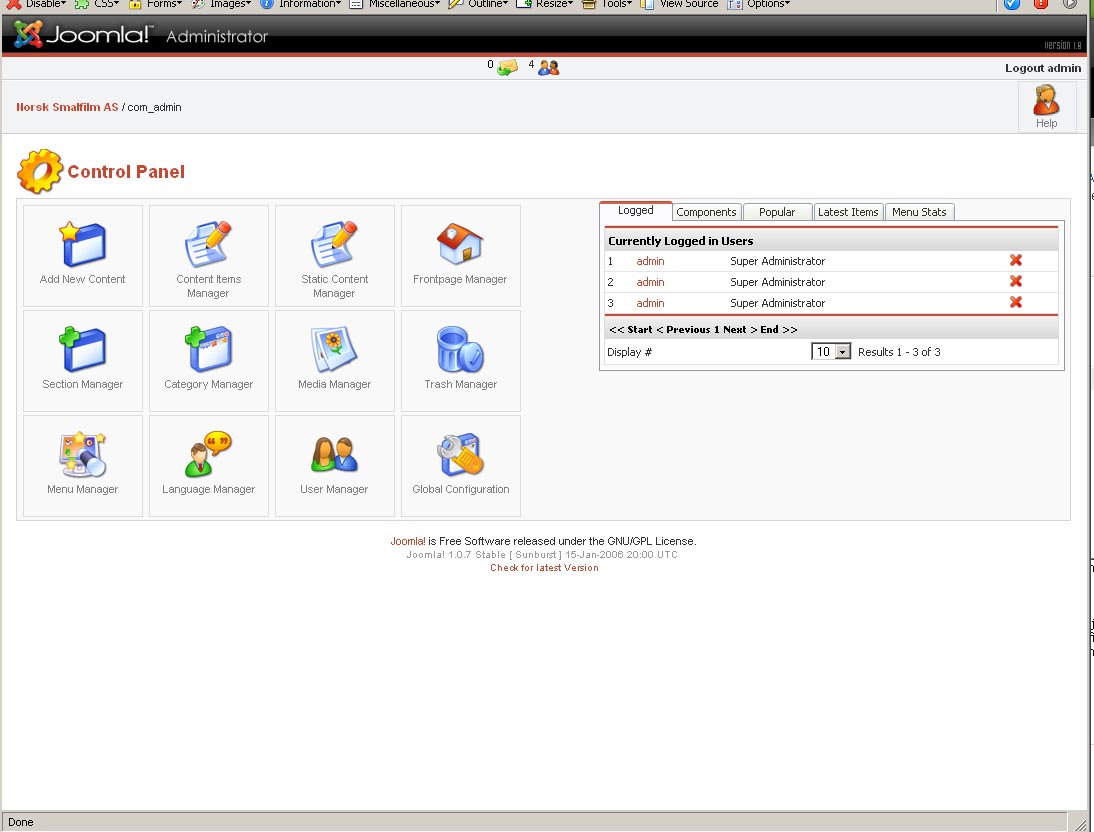 Disable CSS Forms Images Information Miscellaneous Outline Resize Tools View Source Options
Joomla! Administrator
version 1.0
0 4 Logout admin
Norsk Smalfilm AS / com_admin
Help
Control Panel
Add New Content
Content Items Manager
Static Content Manager
Frontpage Manager
Section Manager
Category Manager
Media Manager
Trash Manager
Menu Manager
Language Manager
User Manager
Global Configuration
Logged Components Popular Latest Items Menu Stats
Currently Logged in Users
1 admin Super Administrator
2 admin Super Administrator
3 admin Super Administrator
<< Start < Previous 1 Next > End >>
Display # 10 Results 1 - 3 of 3
Joomla! is Free Software released under the GNU/GPL License.
Joomla! 1.0.7 Stable [ Sunburst ] 15-Jan-2006 20:00 UTC
Check for latest Version
Done